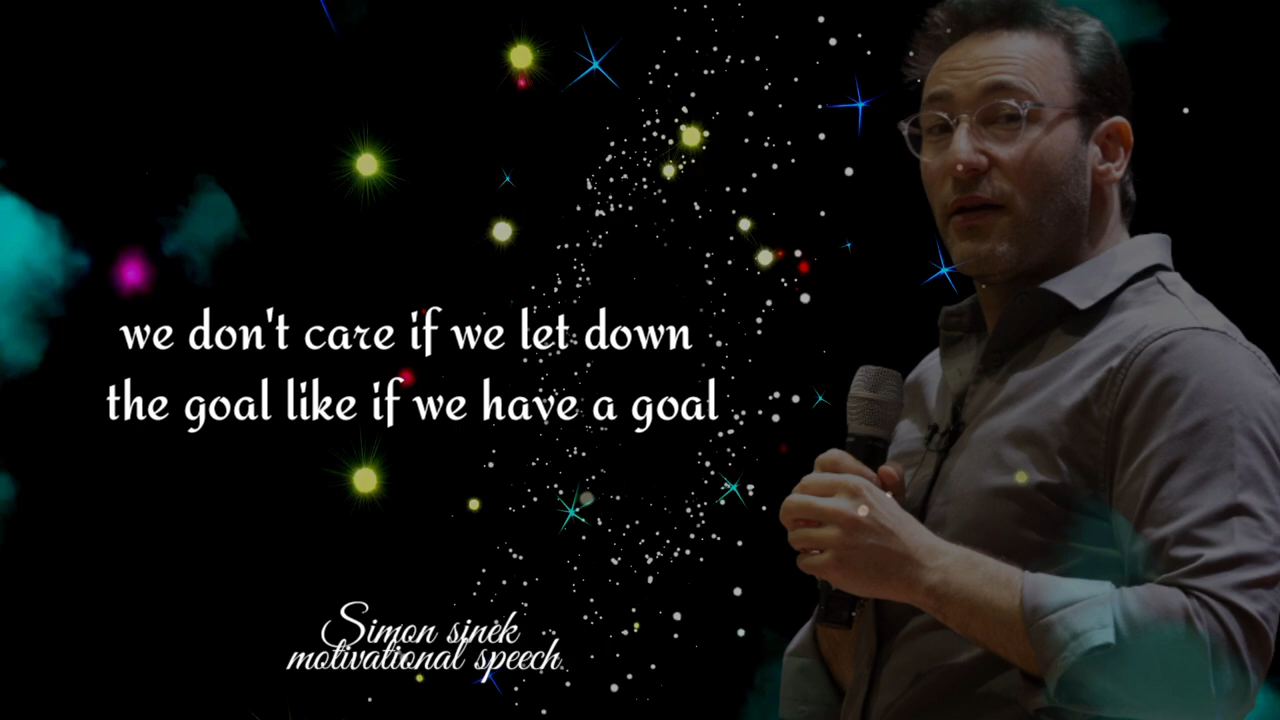 we don't care if we let down
the goal like if we have a goal
Simon sinek
motivational speech